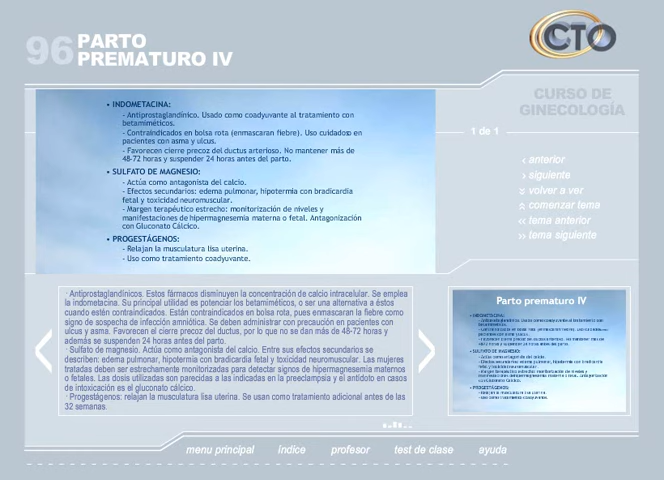 96 PARTO
PREMATURO IV
CTO
CURSO DE
GINECOLOGÍA
1 de 1
‹ anterior
› siguiente
volver a ver
comenzar tema
‹‹ tema anterior
›› tema siguiente
• INDOMETACINA:
- Antiprostaglandínico. Usado como coadyuvante al tratamiento con
betamiméticos.
- Contraindicados en bolsa rota (enmascaran fiebre). Uso cuidadoso en
pacientes con asma y ulcus.
- Favorecen cierre precoz del ductus arterioso. No mantener más de
48-72 horas y suspender 24 horas antes del parto.
• SULFATO DE MAGNESIO:
- Actúa como antagonista del calcio.
- Efectos secundarios: edema pulmonar, hipotermia con bradicardia
fetal y toxicidad neuromuscular.
- Margen terapéutico estrecho: monitorización de niveles y
manifestaciones de hipermagnesemia materna o fetal. Antagonización
con Gluconato Cálcico.
• PROGESTÁGENOS:
- Relajan la musculatura lisa uterina.
- Uso como tratamiento coadyuvante.
· Antiprostaglandínicos. Estos fármacos disminuyen la concentración de calcio intracelular. Se emplea
la indometacina. Su principal utilidad es potenciar los betamiméticos, o ser una alternativa a éstos
cuando estén contraindicados. Están contraindicados en bolsa rota, pues enmascaran la fiebre como
signo de sospecha de infección amniótica. Se deben administrar con precaución en pacientes con
ulcus y asma. Favorecen el cierre precoz del ductus, por lo que no se dan más de 48-72 horas y
además se suspenden 24 horas antes del parto.
· Sulfato de magnesio. Actúa como antagonista del calcio. Entre sus efectos secundarios se
describen: edema pulmonar, hipotermia con bradicardia fetal y toxicidad neuromuscular. Las mujeres
tratadas deben ser estrechamente monitorizadas para detectar signos de hipermagnesemia maternos
o fetales. Las dosis utilizadas son parecidas a las indicadas en la preeclampsia y el antídoto en casos
de intoxicación es el gluconato cálcico.
· Progestágenos: relajan la musculatura lisa uterina. Se usan como tratamiento adicional antes de las
32 semanas.
Parto prematuro IV
INDOMETACINA:
SULFATO DE MAGNESIO:
PROGESTÁGENOS:
menu principal índice profesor test de clase ayuda